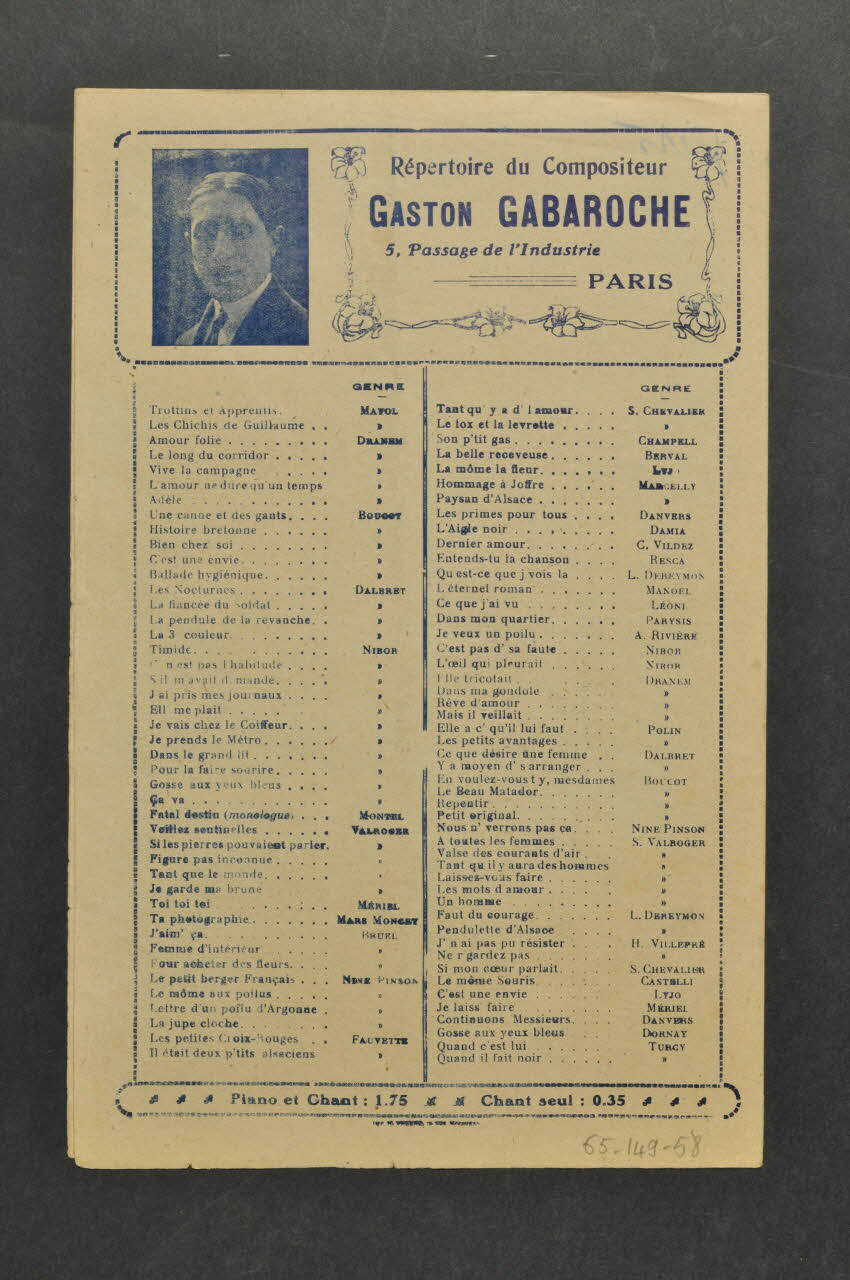 Répertoire du Compositeur
GASTON GABAROCHE
5, Passage de l'Industrie
PARIS
GENRE
Trottins et Apprentis. MAYOL
Les Chichis de Guillaume . . »
Amour folie . . . . . . . . . DRANEM
Le long du corridor . . . . . »
Vive la campagne . . . . . »
L'amour ne dure qu'un temps »
Adèle . . . . . . . . . . . »
Une canne et des gants. . . . BOUCOT
Histoire bretonne . . . . . . »
Bien chez soi . . . . . . . . »
C'est une envie. . . . . . . . »
Ballade hygiénique. . . . . . »
Les Nocturnes . . . . . . . DALBRET
La fiancée du Soldat . . . . . »
La pendule de la revanche. . »
La 3 couleur. . . . . . . . . »
Timide. . . . . . . . . . . NIBOR
C'n'est pas l'habitude . . . . »
S'il m'avait d'mandé. . . . . »
J'ai pris mes journaux . . . . »
Ell' me plait . . . . . »
Je vais chez le Coiffeur. . . . »
Je prends le Métro . . . . . . »
Dans le grand lit . . . . . . . »
Pour la faire sourire. . . . . »
Gosse aux yeux bleus . . . . »
Ça va . . . . . . . . . . . »
Fatal destin (monologue) . . . MONTEL
Veillez sentinelles . . . . . . VALROGER
Si les pierres pouvaient parler. »
Figure pas inconnue . . . . . »
Tant que le monde. . . . . . »
Je garde ma brune »
Toi toi toi . . . . . . MÉRIEL
Ta photographie. . . . . . . MARS MONCEY
J'aim' ça. . . . . . . . . . BRUEL
Femme d'intérieur . . . . . »
Pour acheter des fleurs. . . . »
Le petit berger Français . . . NINE PINSON
Le môme aux poilus . . . . . »
Lettre d'un poilu d'Argonne . »
La jupe cloche. . . . . . . . »
Les petites Croix-Rouges . . FAUVETTE
Il était deux p'tits alsaciens »
GENRE
Tant qu' y a d' l'amour. . . . S. CHEVALIER
Le fox et la levrette . . . . . »
Son p'tit gas . . . . . . . . . CHAMPELL
La belle receveuse. . . . . . BERVAL
La môme la fleur. . . . . . . LYJO
Hommage à Joffre . . . . . . MARCELLY
Paysan d'Alsace . . . . . . . »
Les primes pour tous . . . . DANVERS
L'Aigle noir . . . . . . . . DAMIA
Dernier amour. . . . . . . . C. VILDEZ
Entends-tu la chanson . . . . RESCA
Qu'est-ce que j'vois la . . . . L. DEREYMON
L'éternel roman . . . . . . . MANOEL
Ce que j'ai vu . . . . . . . LÉONI
Dans mon quartier. . . . . . PARYSIS
Je veux un poilu . . . . . . A. RIVIÈRE
C'est pas d' sa faute . . . . . NIBOR
L'œil qui pleurait . . . . . . NIBOR
Elle tricotait . . . . . . . . DRANEM
Dans ma gondole . . . . . »
Rêve d'amour . . . . . . »
Mais il veillait . . . . . . »
Elle a c' qu'il lui faut . . . . POLIN
Les petits avantages . . . . »
Ce que désire une femme . . DALBRET
Y a moyen d' s'arranger . . . »
En voulez-vous t'y, mesdames BOUCOT
Le Beau Matador. . . . . . . »
Repentir . . . . . . . . . . »
Petit original. . . . . . . . »
Nous n' verrons pas ça. . . . NINE PINSON
A toutes les femmes . . . . . S. VALROGER
Valse des courants d'air . . »
Tant qu'il y aura des hommes »
Laissez-vous faire . . . . . . »
Les mots d'amour . . . . . . »
Un homme . . . . . . . . »
Faut du courage. . . . . . . L. DEREYMON
Pendulette d'Alsace . . . . »
J' n'ai pas pu résister . . . . H. VILLEPRÉ
Ne r'gardez pas . . . . . . »
Si mon cœur parlait. . . . . S. CHEVALIER
Le môme Souris. . . . . . . CASTELLI
C'est une envie . . . . . . LYJO
Je laiss' faire . . . . . . . MÉRIEL
Continuons Messieurs. . . . DANVERS
Gosse aux yeux bleus . . . DORNAY
Quand c'est lui . . . . . . TURCY
Quand il fait noir . . . . . . »
Piano et Chant : 1.75 Chant seul : 0.35
65-149-58